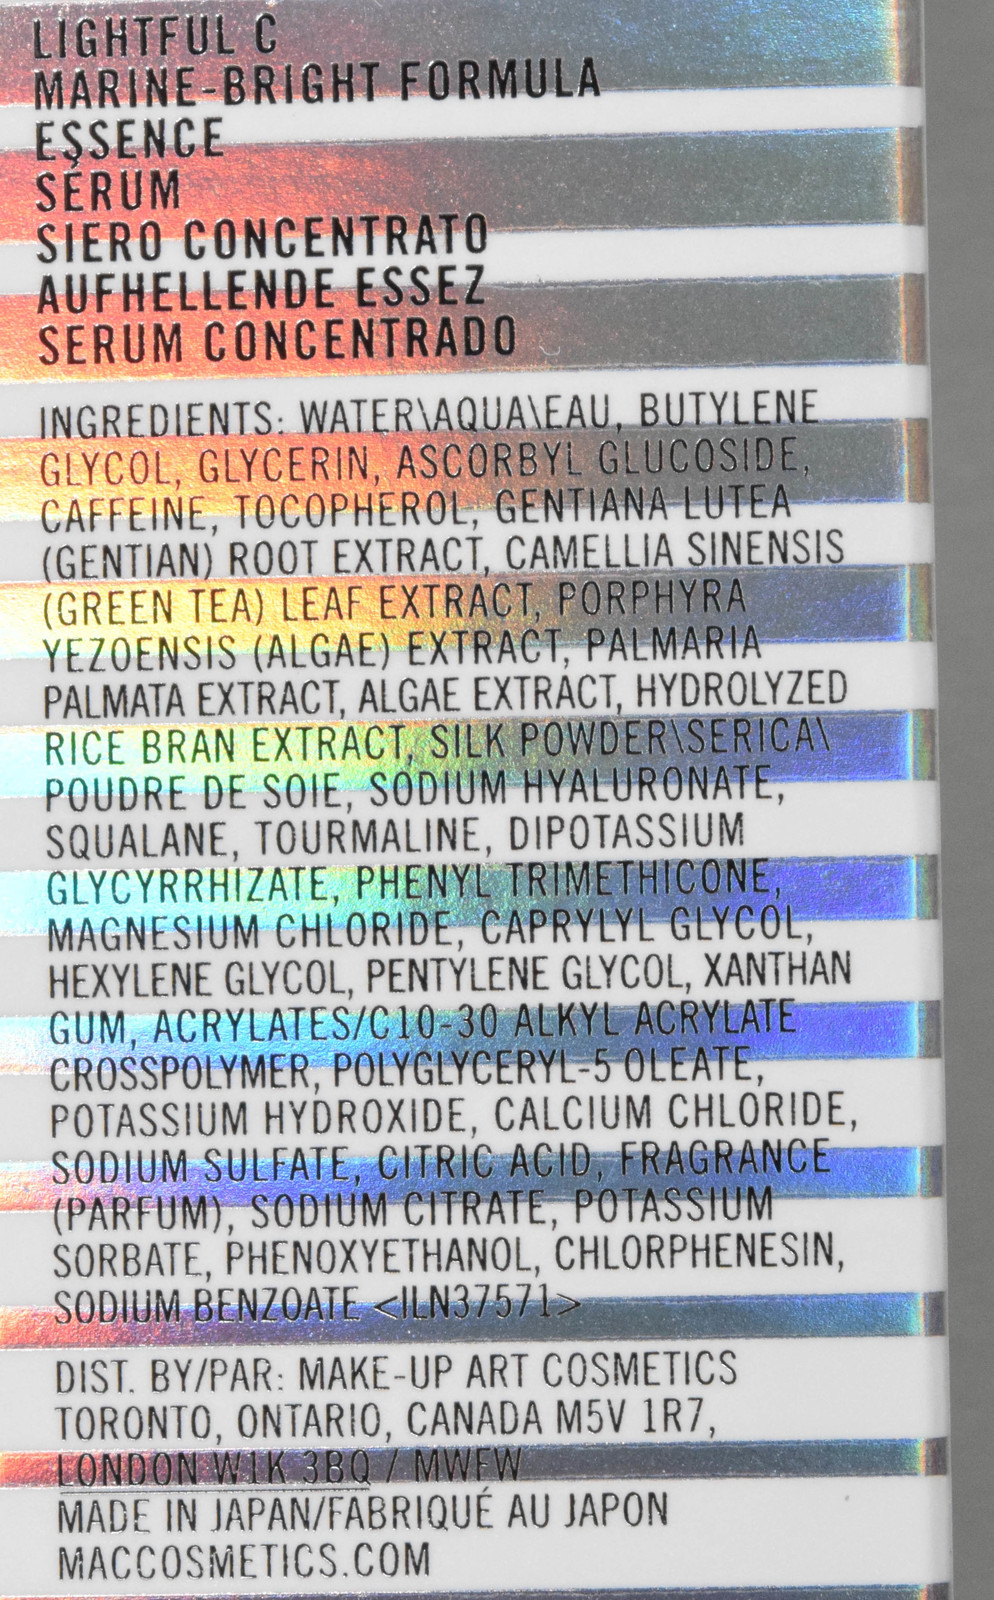 LIGHTFUL C
MARINE-BRIGHT FORMULA
ESSENCE
SÉRUM
SIERO CONCENTRATO
AUFHELLENDE ESSEZ
SERUM CONCENTRADO
INGREDIENTS: WATER\AQUA\EAU, BUTYLENE
GLYCOL, GLYCERIN, ASCORBYL GLUCOSIDE,
CAFFEINE, TOCOPHEROL, GENTIANA LUTEA
(GENTIAN) ROOT EXTRACT, CAMELLIA SINENSIS
(GREEN TEA) LEAF EXTRACT, PORPHYRA
YEZOENSIS (ALGAE) EXTRACT, PALMARIA
PALMATA EXTRACT, ALGAE EXTRACT, HYDROLYZED
RICE BRAN EXTRACT, SILK POWDER\SERICA\
POUDRE DE SOIE, SODIUM HYALURONATE,
SQUALANE, TOURMALINE, DIPOTASSIUM
GLYCYRRHIZATE, PHENYL TRIMETHICONE,
MAGNESIUM CHLORIDE, CAPRYLYL GLYCOL,
HEXYLENE GLYCOL, PENTYLENE GLYCOL, XANTHAN
GUM, ACRYLATES/C10-30 ALKYL ACRYLATE
CROSSPOLYMER, POLYGLYCERYL-5 OLEATE,
POTASSIUM HYDROXIDE, CALCIUM CHLORIDE,
SODIUM SULFATE, CITRIC ACID, FRAGRANCE
(PARFUM), SODIUM CITRATE, POTASSIUM
SORBATE, PHENOXYETHANOL, CHLORPHENESIN,
SODIUM BENZOATE <ILN37571>
DIST. BY/PAR: MAKE-UP ART COSMETICS
TORONTO, ONTARIO, CANADA M5V 1R7,
LONDON W1K 3BQ / MWFW
MADE IN JAPAN/FABRIQUÉ AU JAPON
MACCOSMETICS.COM